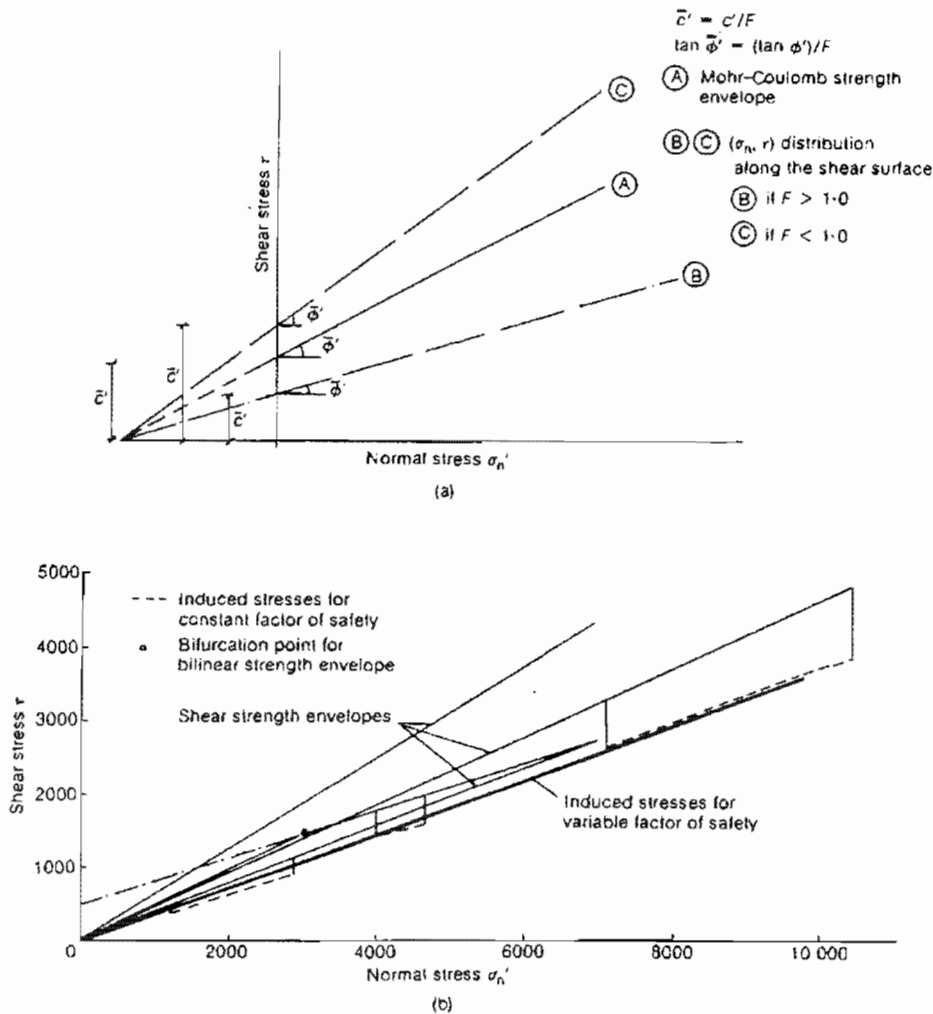 c̄' = c'/F
tan φ̄' = (tan φ')/F
Ⓐ Mohr–Coulomb strength
envelope
Ⓑ Ⓒ (σn, r) distribution
along the shear surface
Ⓑ if F > 1·0
Ⓒ if F < 1·0
Ⓒ
Ⓐ
Ⓑ
Shear stress r
φ̄'
φ̄'
φ̄
c̄'
c̄'
c̄'
Normal stress σn'
(a)
5000
4000
3000
2000
1000
0
Shear stress r
--- Induced stresses for
constant factor of safety
Bifurcation point for
bilinear strength envelope
Shear strength envelopes
Induced stresses for
variable factor of safety
0 2000 4000 6000 8000 10 000
Normal stress σn'
(b)